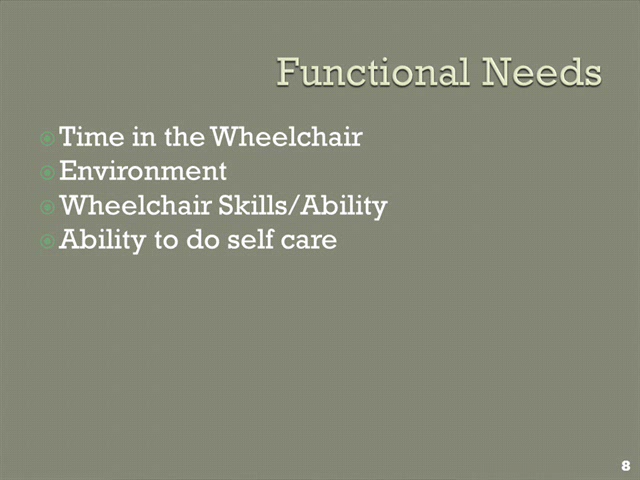 Functional Needs
Time in the Wheelchair
Environment
Wheelchair Skills/Ability
Ability to do self care
8